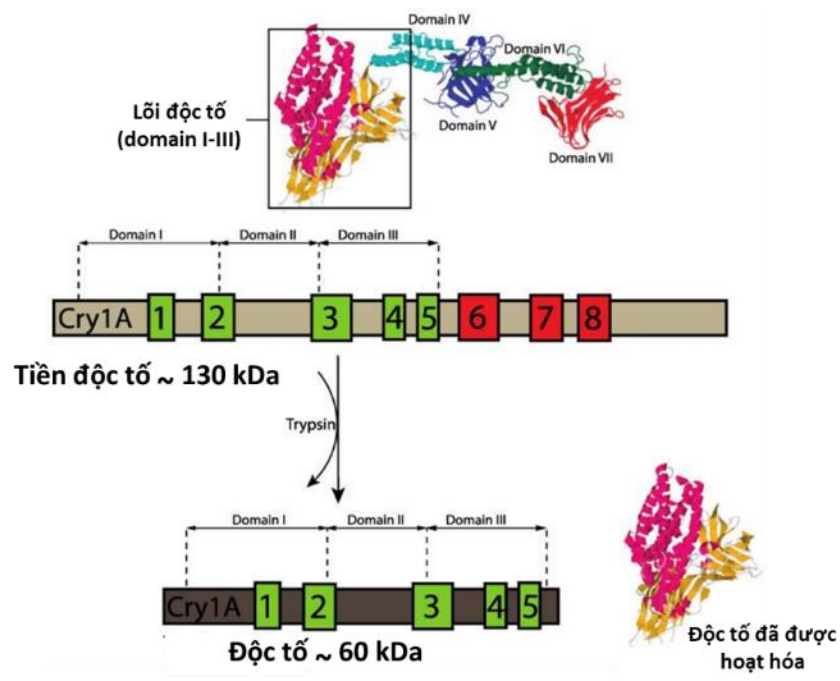 Domain IV
Domain VI
Lõi độc tố
(domain I-III)
Domain V
Domain VII
Domain I
Domain II
Domain III
Cry1A 1 2 3 4 5 6 7 8
Tiền độc tố ~ 130 kDa
Trypsin
Domain I
Domain II
Domain III
Cry1A 1 2 3 4 5
Độc tố ~ 60 kDa
Độc tố đã được
hoạt hóa